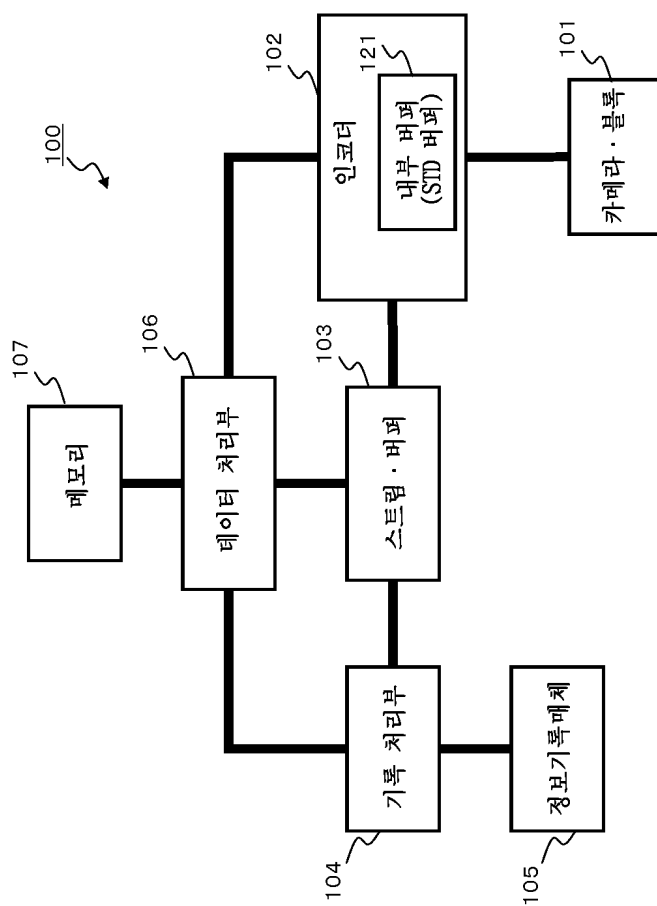 100
107
메모리
106
데이터 처리부
102
인코더
121
내부 버퍼
(STD 버퍼)
103
스트림·버퍼
101
카메라·블록
104
기록 처리부
105
정보기록매체